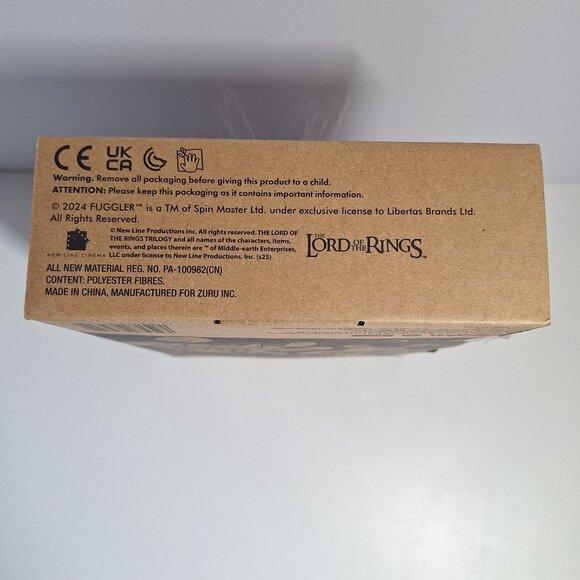 CE UK CA
Warning. Remove all packaging before giving this product to a child.
ATTENTION: Please keep this packaging as it contains important information.
© 2024 FUGGLER™ is a TM of Spin Master Ltd. under exclusive license to Libertas Brands Ltd.
All Rights Reserved.
© New Line Productions Inc. All rights reserved. THE LORD OF
THE RINGS TRILOGY and all names of the characters, items,
events, and places therein are ™ of Middle-earth Enterprises,
LLC under license to New Line Productions, Inc. (s25)
NEW LINE CINEMA
THE LORD OF THE RINGS™
ALL NEW MATERIAL REG. NO. PA-100982(CN)
CONTENT: POLYESTER FIBRES.
MADE IN CHINA, MANUFACTURED FOR ZURU INC.